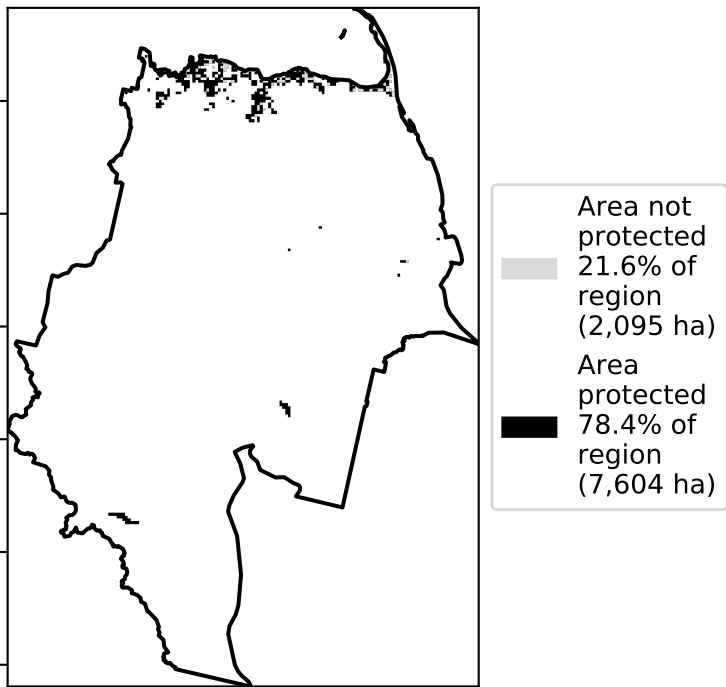 Area not
protected
21.6% of
region
(2,095 ha)
Area
protected
78.4% of
region
(7,604 ha)